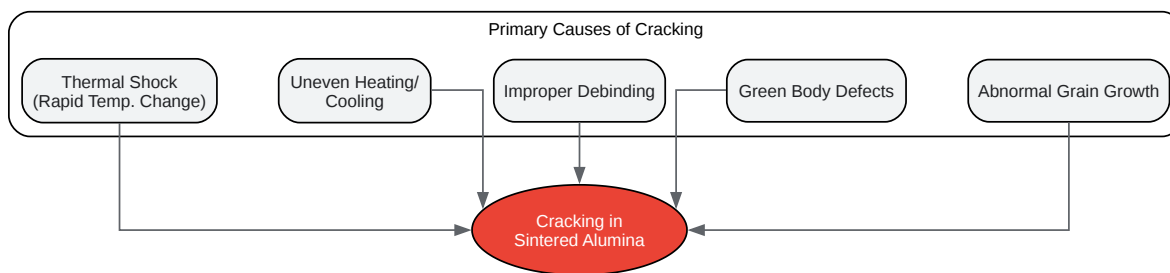 Primary Causes of Cracking
Thermal Shock
(Rapid Temp. Change)
Uneven Heating/
Cooling
Improper Debinding
Green Body Defects
Abnormal Grain Growth
Cracking in
Sintered Alumina